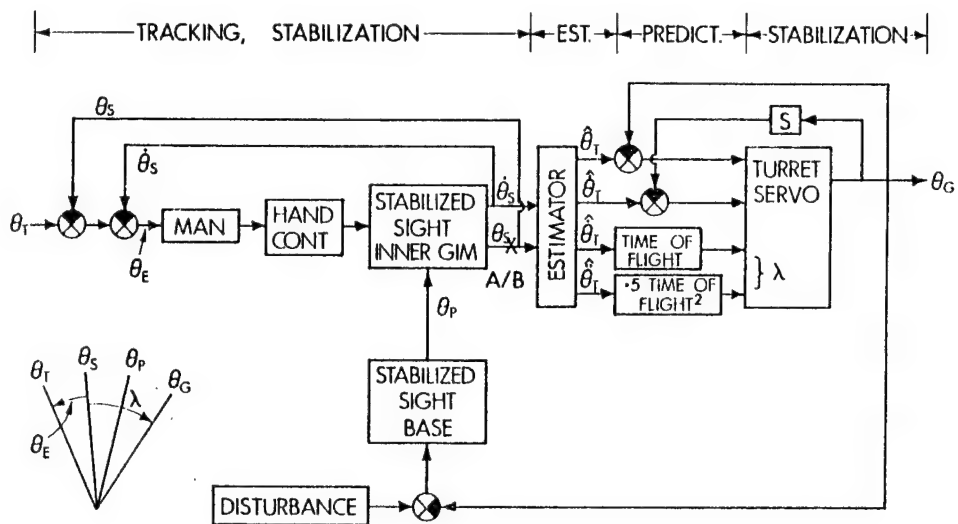 TRACKING, STABILIZATION
EST.
PREDICT.
STABILIZATION
θS
θ̇S
S
θT
θE
MAN
HAND
CONT
STABILIZED
SIGHT
INNER GIM
θ̇S
θS
A/B
ESTIMATOR
θ̂T
θ̂̇T
θ̂̇T
θ̂̈T
TIME OF
FLIGHT
.5 TIME OF
FLIGHT²
} λ
TURRET
SERVO
θG
θP
STABILIZED
SIGHT
BASE
DISTURBANCE
θT
θS
θP
θG
λ
θE